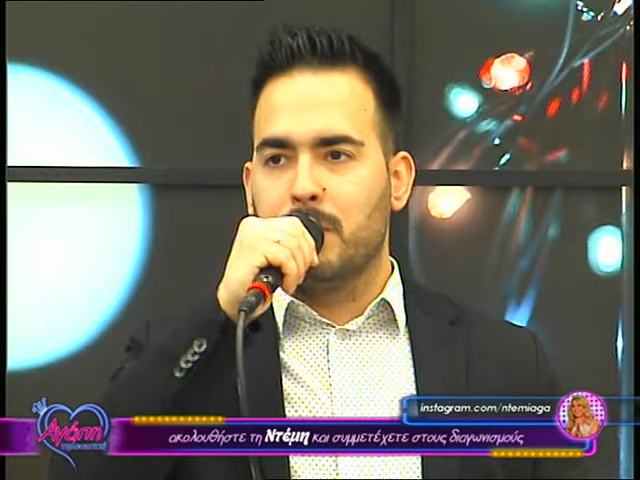 instagram.com/ntemiaga
Αγάπη
ακολουθήστε τη Ντέμη και συμμετέχετε στους διαγωνισμούς